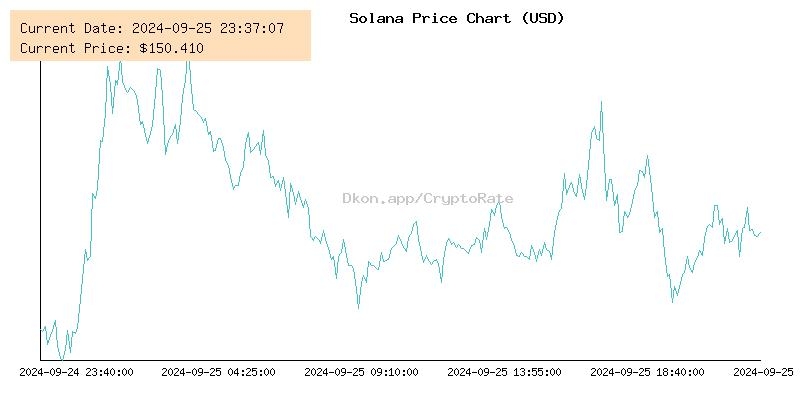 Solana Price Chart (USD)
Current Date: 2024-09-25 23:37:07
Current Price: $150.410
Dkon.app/CryptoRate
2024-09-24 23:40:00 2024-09-25 04:25:00 2024-09-25 09:10:00 2024-09-25 13:55:00 2024-09-25 18:40:00 2024-09-25